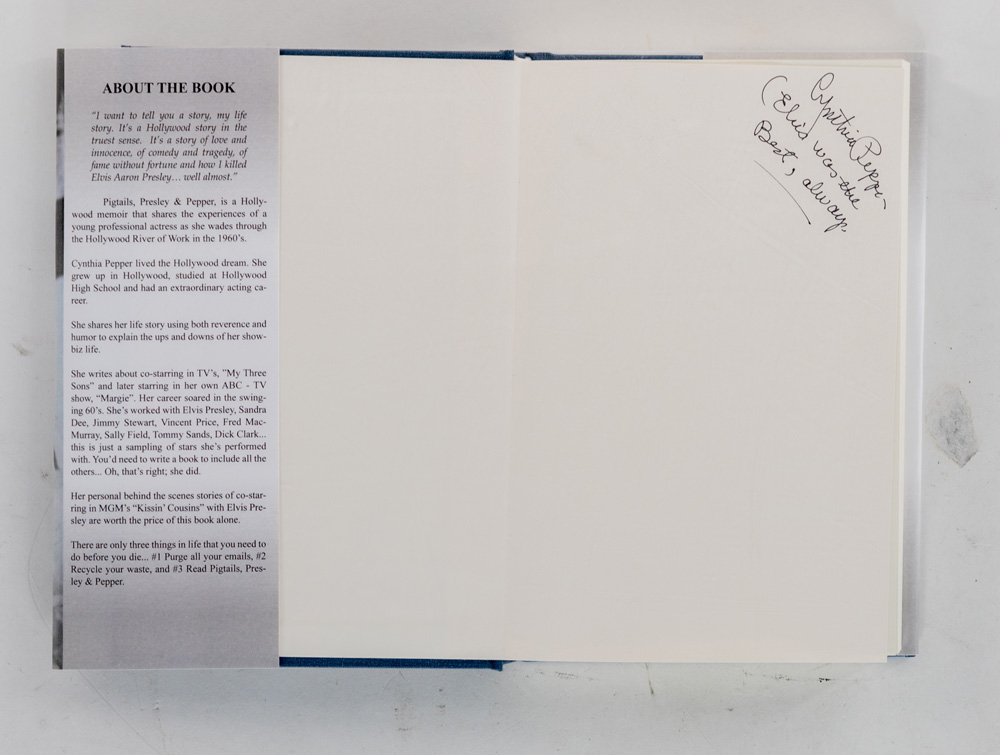 ABOUT THE BOOK
"I want to tell you a story, my life
story. It's a Hollywood story in the
truest sense. It's a story of love and
innocence, of comedy and tragedy, of
fame without fortune and how I killed
Elvis Aaron Presley... well almost."
Pigtails, Presley & Pepper, is a Holly-
wood memoir that shares the experiences of a
young professional actress as she wades through
the Hollywood River of Work in the 1960's.
Cynthia Pepper lived the Hollywood dream. She
grew up in Hollywood, studied at Hollywood
High School and had an extraordinary acting ca-
reer.
She shares her life story using both reverence and
humor to explain the ups and downs of her show-
biz life.
She writes about co-starring in TV's, "My Three
Sons" and later starring in her own ABC - TV
show, "Margie". Her career soared in the swing-
ing 60's. She's worked with Elvis Presley, Sandra
Dee, Jimmy Stewart, Vincent Price, Fred Mac-
Murray, Sally Field, Tommy Sands, Dick Clark...
this is just a sampling of stars she's performed
with. You'd need to write a book to include all the
others... Oh, that's right; she did.
Her personal behind the scenes stories of co-star-
ring in MGM's "Kissin' Cousins" with Elvis Pre-
sley are worth the price of this book alone.
There are only three things in life that you need to
do before you die... #1 Purge all your emails, #2
Recycle your waste, and #3 Read Pigtails, Pres-
ley & Pepper.
Cynthia Pepper
(Elvis was the
Best, always